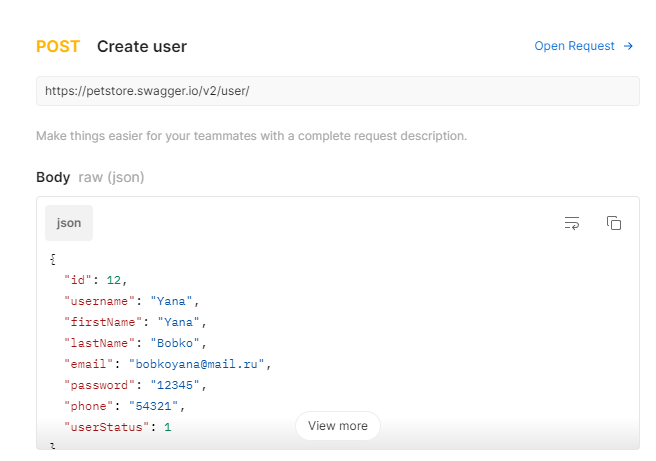 POST Create user Open Request →
https://petstore.swagger.io/v2/user/
Make things easier for your teammates with a complete request description.
Body raw (json)
json
{
"id": 12,
"username": "Yana",
"firstName": "Yana",
"lastName": "Bobko",
"email": "bobkoyana@mail.ru",
"password": "12345",
"phone": "54321",
"userStatus": 1
View more
}